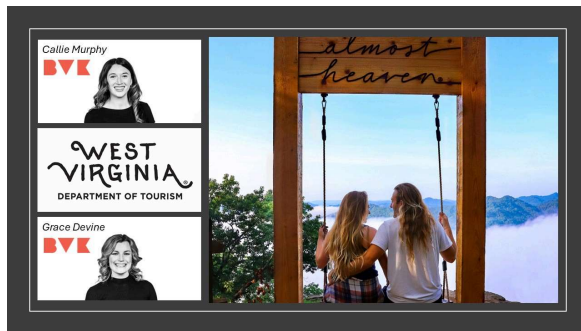 Callie Murphy
BVK
WEST
VIRGINIA®
DEPARTMENT OF TOURISM
Grace Devine
BVK
almost
heaven